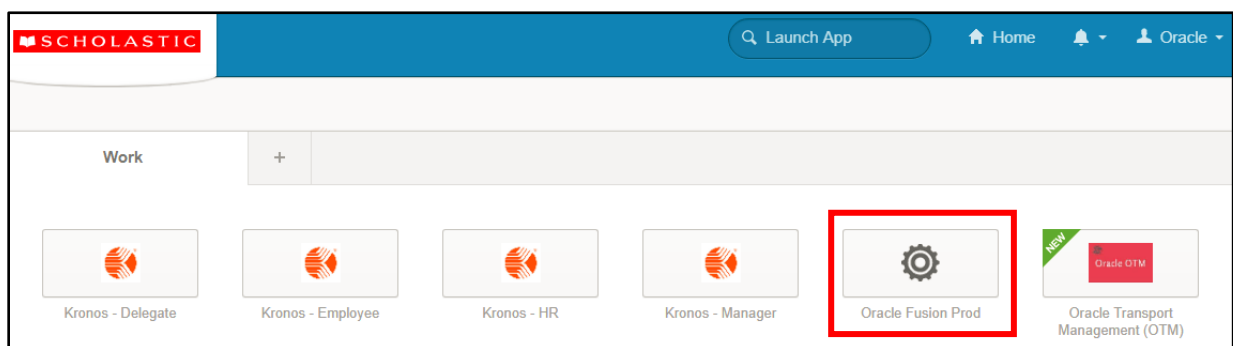 SCHOLASTIC
Launch App
Home
Oracle
Work
+
NEW
Oracle OTM
Kronos - Delegate
Kronos - Employee
Kronos - HR
Kronos - Manager
Oracle Fusion Prod
Oracle Transport
Management (OTM)